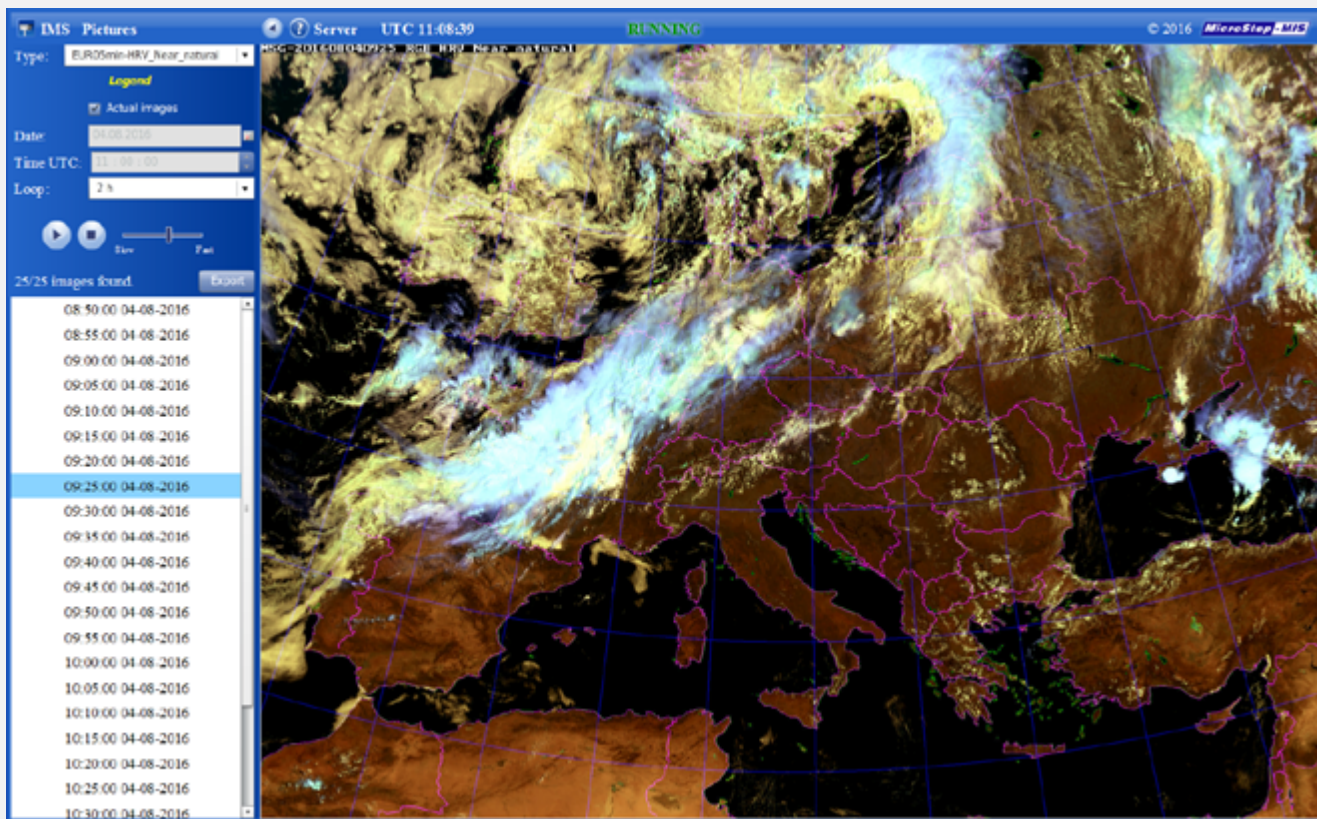 IMS Pictures
Server UTC 11:08:39
RUNNING
© 2016 MicroStep-MIS
Type: EURO5min-HRV_Near_natural
MSG-201608040925 RGB HRV Near natural
Legend
Actual images
Date: 04.08.2016
Time UTC: 11 : 06 : 00
Loop: 2 h
Slow Fast
25/25 images found. Export
08:50:00 04-08-2016
08:55:00 04-08-2016
09:00:00 04-08-2016
09:05:00 04-08-2016
09:10:00 04-08-2016
09:15:00 04-08-2016
09:20:00 04-08-2016
09:25:00 04-08-2016
09:30:00 04-08-2016
09:35:00 04-08-2016
09:40:00 04-08-2016
09:45:00 04-08-2016
09:50:00 04-08-2016
09:55:00 04-08-2016
10:00:00 04-08-2016
10:05:00 04-08-2016
10:10:00 04-08-2016
10:15:00 04-08-2016
10:20:00 04-08-2016
10:25:00 04-08-2016
10:30:00 04-08-2016